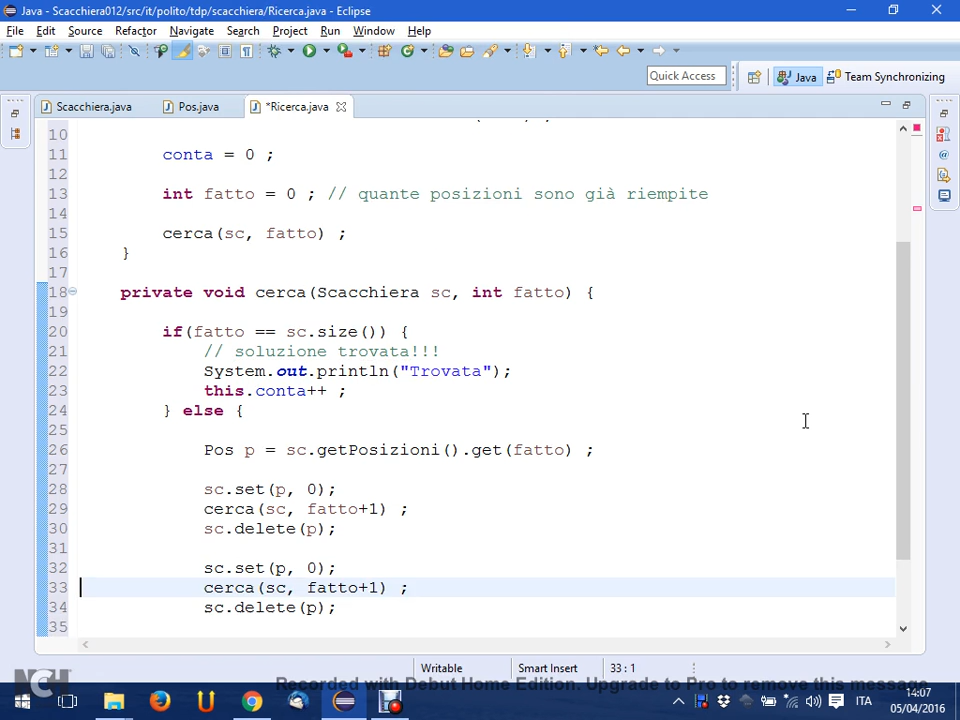 Java - Scacchiera012/src/it/polito/tdp/scacchiera/Ricerca.java - Eclipse
File Edit Source Refactor Navigate Search Project Run Window Help
Quick Access
Java
Team Synchronizing
Scacchiera.java
Pos.java
*Ricerca.java
10
11 conta = 0 ;
12
13 int fatto = 0 ; // quante posizioni sono già riempite
14
15 cerca(sc, fatto) ;
16 }
17
18 private void cerca(Scacchiera sc, int fatto) {
19
20 if(fatto == sc.size()) {
21 // soluzione trovata!!!
22 System.out.println("Trovata");
23 this.conta++ ;
24 } else {
25
26 Pos p = sc.getPosizioni().get(fatto) ;
27
28 sc.set(p, 0);
29 cerca(sc, fatto+1) ;
30 sc.delete(p);
31
32 sc.set(p, 0);
33 cerca(sc, fatto+1) ;
34 sc.delete(p);
35
Writable Smart Insert 33 : 1
NCH
Recorded with Debut Home Edition. Upgrade to Pro to remove this message
ITA
14:07
05/04/2016